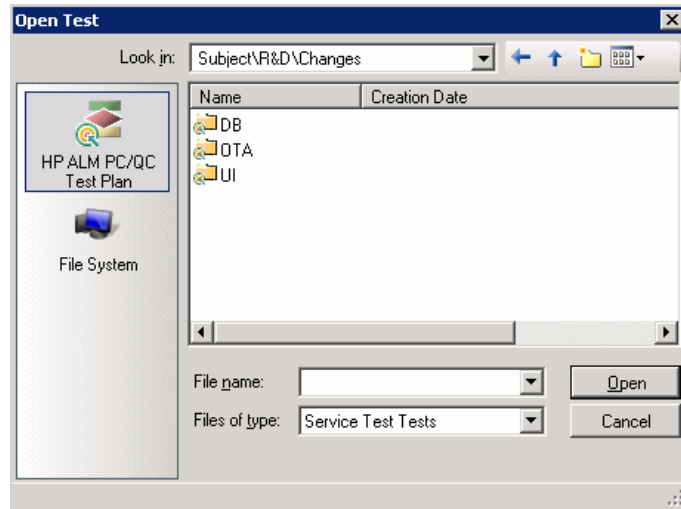 Open Test
Look in: Subject\R&D\Changes
HP ALM PC/QC
Test Plan
File System
Name Creation Date
DB
OTA
UI
File name: Open
Files of type: Service Test Tests Cancel